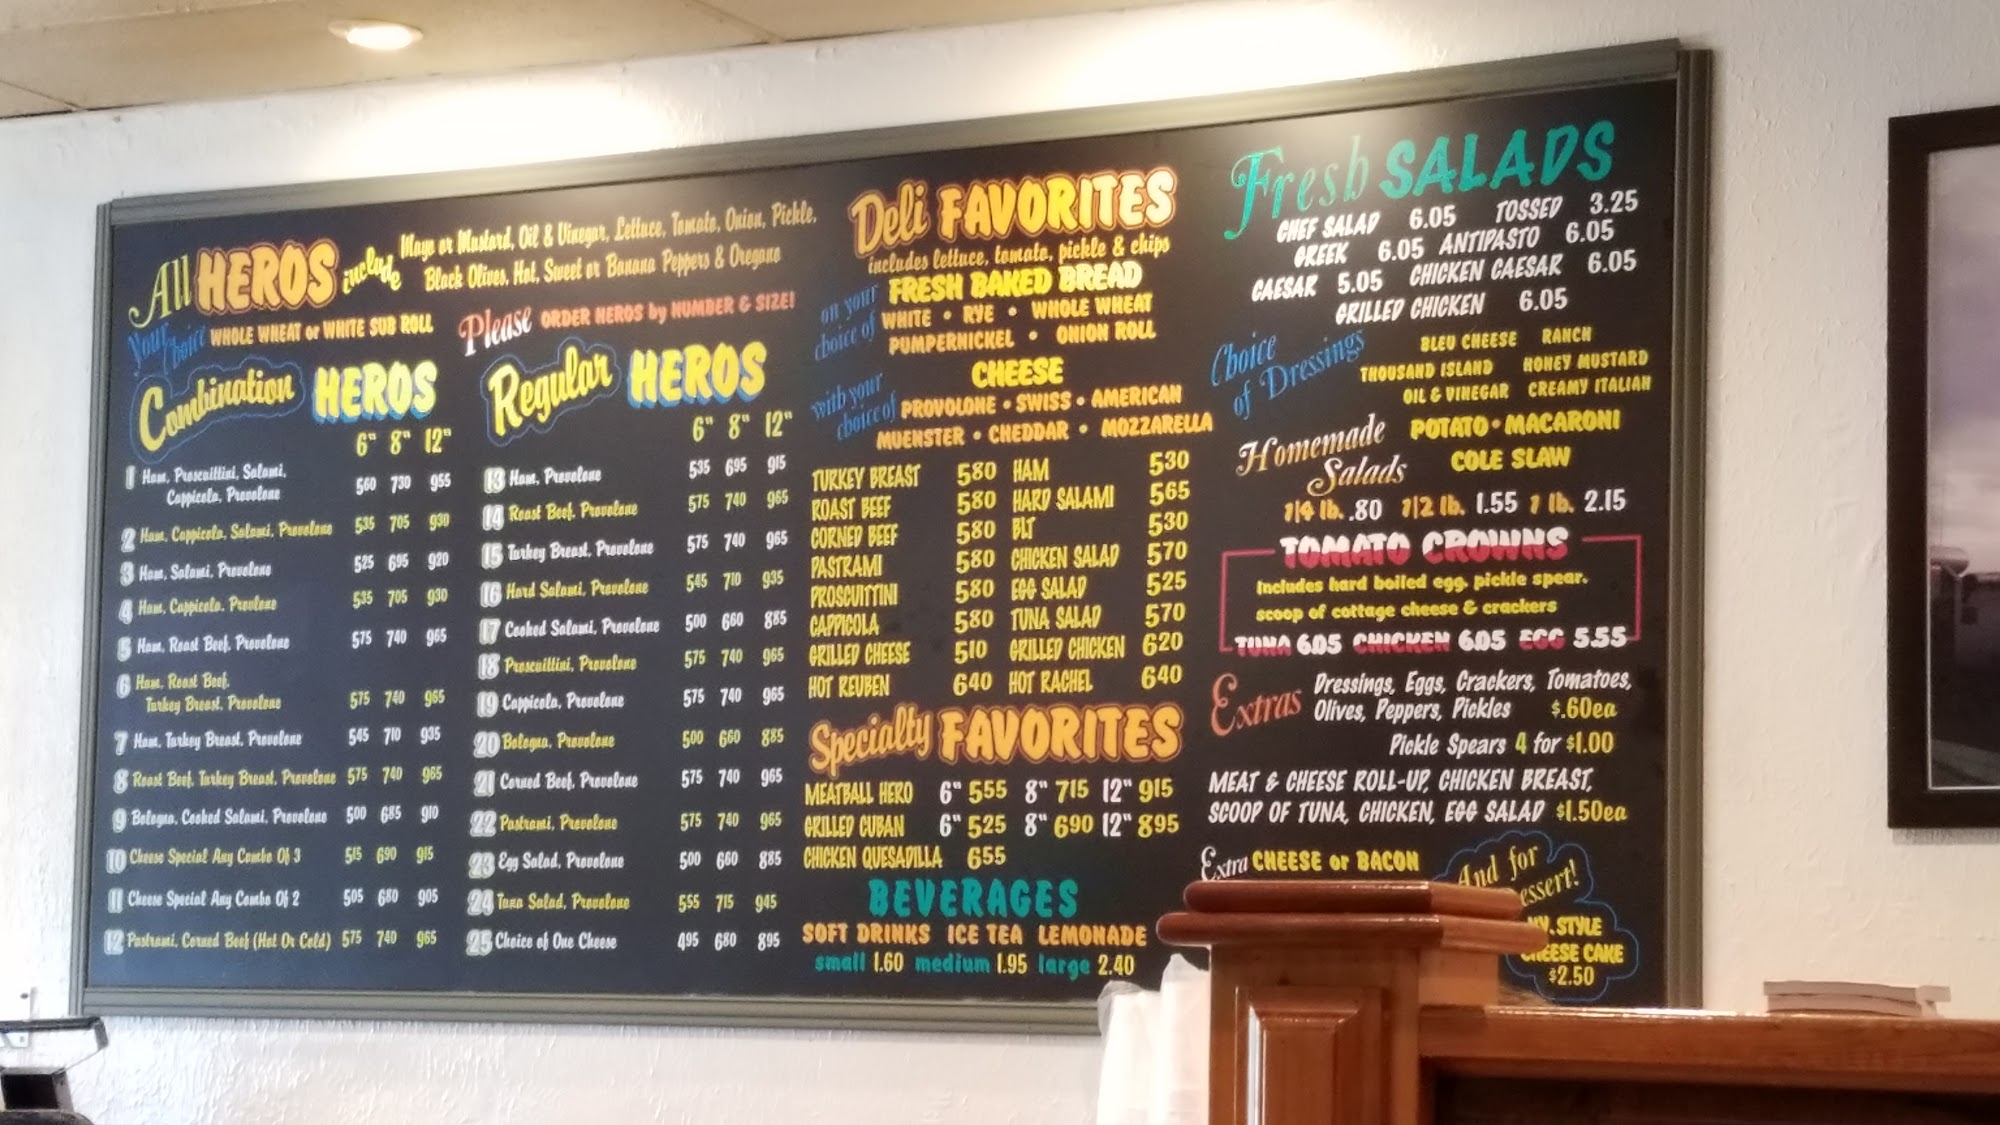 All HEROS include Mayo or Mustard, Oil & Vinegar, Lettuce, Tomato, Onion, Pickle,
Black Olives, Hot, Sweet or Banana Peppers & Oregano
Your Choice WHOLE WHEAT or WHITE SUB ROLL
Please ORDER HEROS by NUMBER & SIZE!
Combination HEROS
6" 8" 12"
1 Ham, Proscuittini, Salami,
Cappicola, Provolone 560 730 955
2 Ham, Cappicola, Salami, Provolone 535 705 930
3 Ham, Salami, Provolone 525 695 920
4 Ham, Cappicola, Provlone 535 705 930
5 Ham, Roast Beef, Provolone 575 740 965
6 Ham, Roast Beef,
Turkey Breast, Provolone 575 740 965
7 Ham, Turkey Breast, Provolone 545 710 935
8 Roast Beef, Turkey Breast, Provolone 575 740 965
9 Bologna, Cooked Salami, Provolone 500 685 910
10 Cheese Special Any Combo Of 3 515 690 915
11 Cheese Special Any Combo Of 2 505 680 905
12 Pastrami, Corned Beef (Hot Or Cold) 575 740 965
Regular HEROS
6" 8" 12"
13 Ham, Provolone 535 695 915
14 Roast Beef, Provolone 575 740 965
15 Turkey Breast, Provolone 575 740 965
16 Hard Salami, Provolone 545 710 935
17 Cooked Salami, Provolone 500 660 885
18 Proscuittini, Provolone 575 740 965
19 Cappicola, Provolone 575 740 965
20 Bologna, Provolone 500 660 885
21 Corned Beef, Provolone 575 740 965
22 Pastrami, Provolone 575 740 965
23 Egg Salad, Provolone 500 660 885
24 Tuna Salad, Provolone 555 715 945
25 Choice of One Cheese 495 680 895
Deli FAVORITES
includes lettuce, tomato, pickle & chips
on your choice of FRESH BAKED BREAD
WHITE • RYE • WHOLE WHEAT
PUMPERNICKEL • ONION ROLL
with your choice of CHEESE
PROVOLONE • SWISS • AMERICAN
MUENSTER • CHEDDAR • MOZZARELLA
TURKEY BREAST 580 HAM 530
ROAST BEEF 580 HARD SALAMI 565
CORNED BEEF 580 BLT 530
PASTRAMI 580 CHICKEN SALAD 570
PROSCUITTINI 580 EGG SALAD 525
CAPPICOLA 580 TUNA SALAD 570
GRILLED CHEESE 510 GRILLED CHICKEN 620
HOT REUBEN 640 HOT RACHEL 640
Specialty FAVORITES
MEATBALL HERO 6" 555 8" 715 12" 915
GRILLED CUBAN 6" 525 8" 690 12" 895
CHICKEN QUESADILLA 655
BEVERAGES
SOFT DRINKS ICE TEA LEMONADE
small 1.60 medium 1.95 large 2.40
Fresh SALADS
CHEF SALAD 6.05 TOSSED 3.25
GREEK 6.05 ANTIPASTO 6.05
CAESAR 5.05 CHICKEN CAESAR 6.05
GRILLED CHICKEN 6.05
Choice of Dressings
BLEU CHEESE RANCH
THOUSAND ISLAND HONEY MUSTARD
OIL & VINEGAR CREAMY ITALIAN
Homemade Salads
POTATO • MACARONI
COLE SLAW
1/4 lb. .80 1/2 lb. 1.55 1 lb. 2.15
TOMATO CROWNS
Includes hard boiled egg, pickle spear,
scoop of cottage cheese & crackers
TUNA 6.05 CHICKEN 6.05 EGG 5.55
Extras Dressings, Eggs, Crackers, Tomatoes,
Olives, Peppers, Pickles $.60ea
Pickle Spears 4 for $1.00
MEAT & CHEESE ROLL-UP, CHICKEN BREAST,
SCOOP OF TUNA, CHICKEN, EGG SALAD $1.50ea
Extra CHEESE or BACON
And for
essert!
N.Y. STYLE
CHEESE CAKE
$2.50